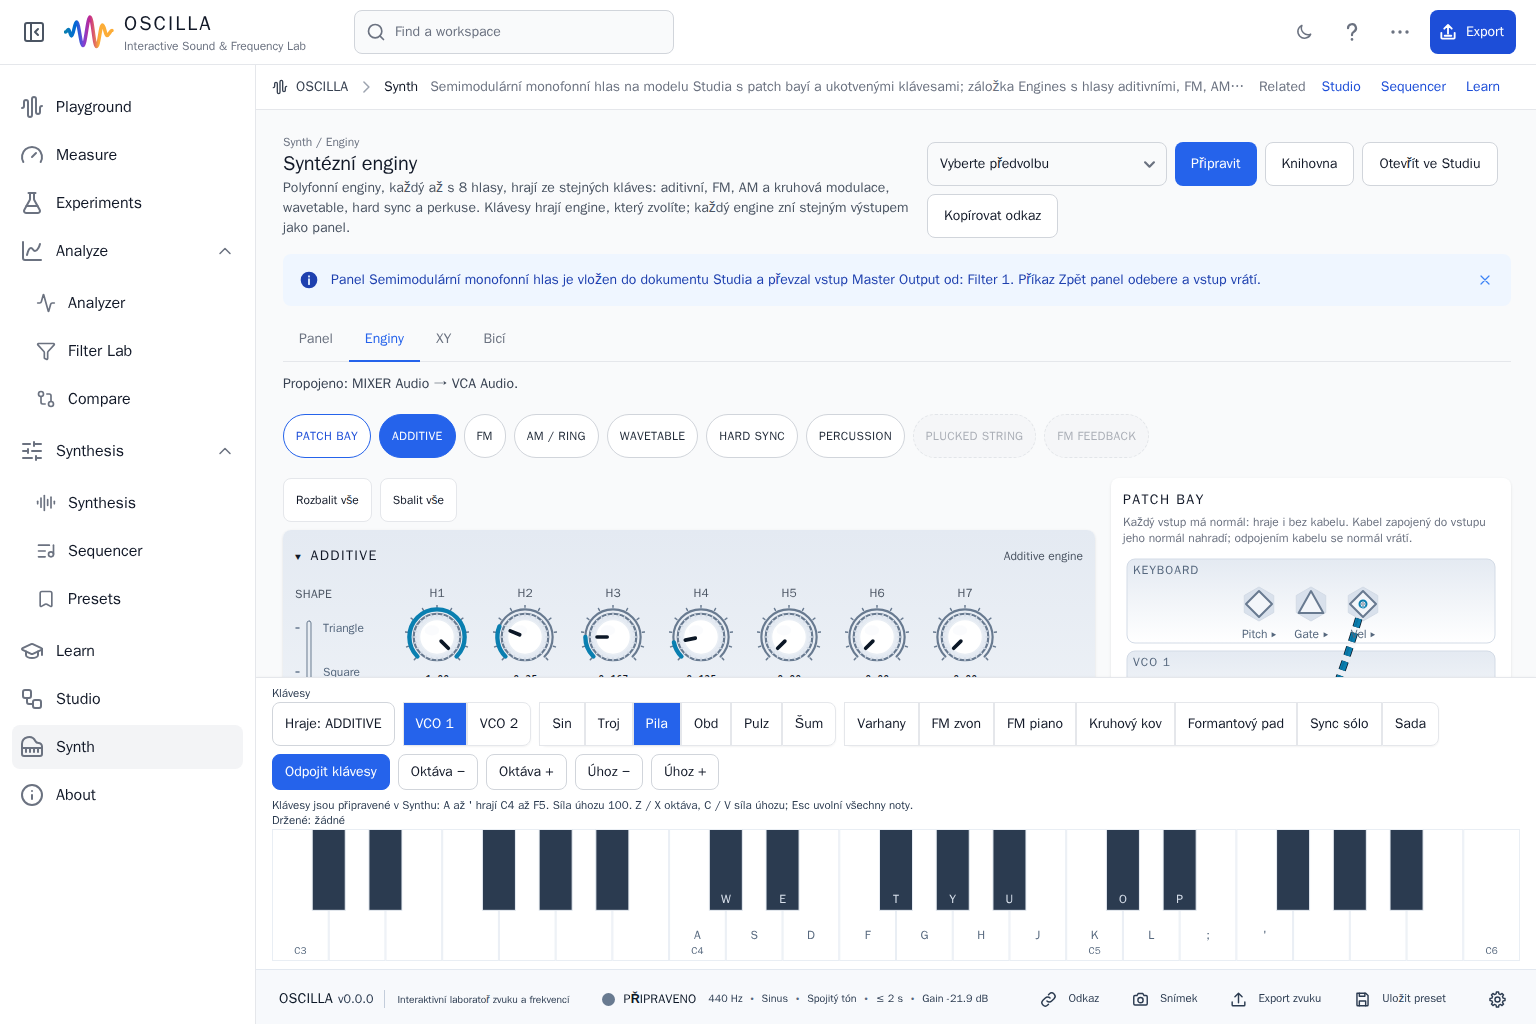 OSCILLA
Interactive Sound & Frequency Lab
Find a workspace
Export
Playground
Measure
Experiments
Analyze
Analyzer
Filter Lab
Compare
Synthesis
Synthesis
Sequencer
Presets
Learn
Studio
Synth
About
OSCILLA > Synth Semimodulární monofonní hlas na modelu Studia s patch bayí a ukotvenými klávesami; záložka Engines s hlasy aditivními, FM, AM··· Related Studio Sequencer Learn
Synth / Enginy
Syntézní enginy
Polyfonní enginy, každý až s 8 hlasy, hrají ze stejných kláves: aditivní, FM, AM a kruhová modulace,
wavetable, hard sync a perkuse. Klávesy hrají engine, který zvolíte; každý engine zní stejným výstupem
jako panel.
Vyberte předvolbu Připravit Knihovna Otevřít ve Studiu
Kopírovat odkaz
Panel Semimodulární monofonní hlas je vložen do dokumentu Studia a převzal vstup Master Output od: Filter 1. Příkaz Zpět panel odebere a vstup vrátí.
Panel Enginy XY Bicí
Propojeno: MIXER Audio → VCA Audio.
PATCH BAY ADDITIVE FM AM / RING WAVETABLE HARD SYNC PERCUSSION PLUCKED STRING FM FEEDBACK
Rozbalit vše Sbalit vše
▾ ADDITIVE Additive engine
SHAPE H1 H2 H3 H4 H5 H6 H7
Triangle
Square
PATCH BAY
Každý vstup má normál: hraje i bez kabelu. Kabel zapojený do vstupu
jeho normál nahradí; odpojením kabelu se normál vrátí.
KEYBOARD
Pitch ▸ Gate ▸ Vel ▸
VCO 1
Klávesy
Hraje: ADDITIVE VCO 1 VCO 2 Sin Troj Pila Obd Pulz Šum Varhany FM zvon FM piano Kruhový kov Formantový pad Sync sólo Sada
Odpojit klávesy Oktáva − Oktáva + Úhoz − Úhoz +
Klávesy jsou připravené v Synthu: A až ' hrají C4 až F5. Síla úhozu 100. Z / X oktáva, C / V síla úhozu; Esc uvolní všechny noty.
Držené: žádné
W E T Y U O P
A S D F G H J K L ; '
C3 C4 C5 C6
OSCILLA v0.0.0 Interaktivní laboratoř zvuku a frekvencí PŘIPRAVENO 440 Hz • Sinus • Spojitý tón • ≤ 2 s • Gain -21.9 dB Odkaz Snímek Export zvuku Uložit preset